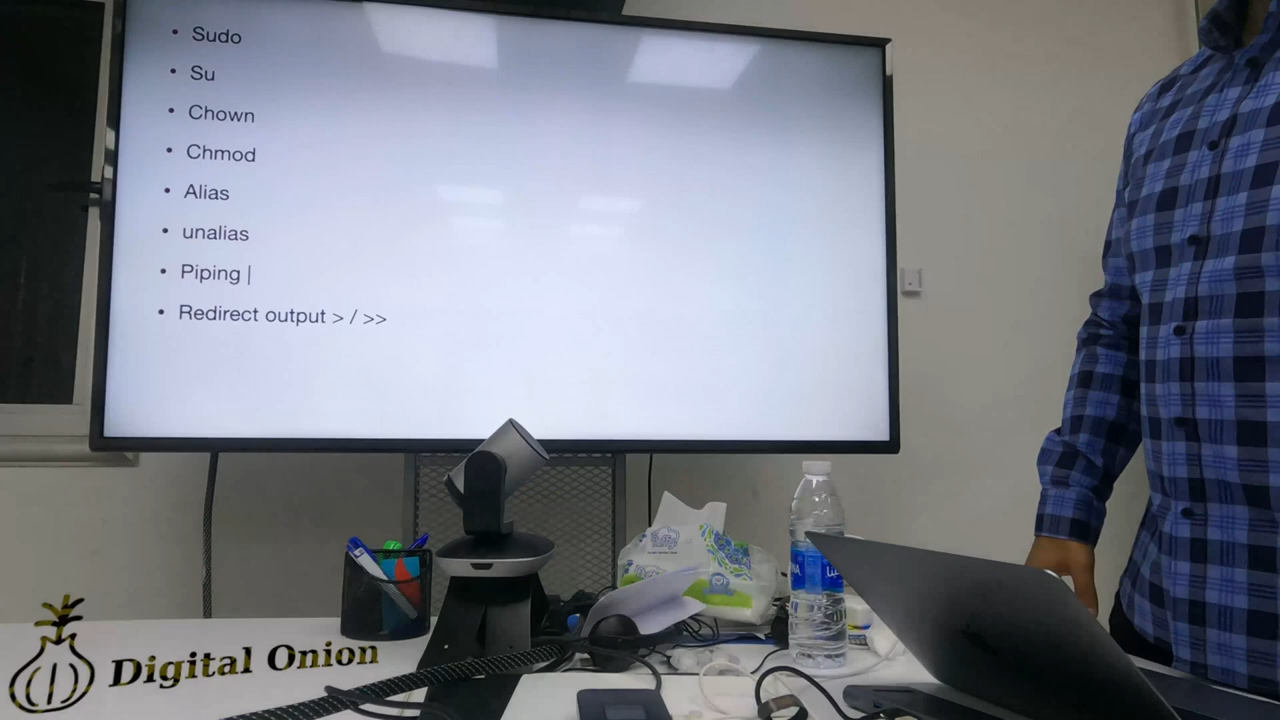 Sudo
Su
Chown
Chmod
Alias
unalias
Piping |
Redirect output > / >>
Digital Onion